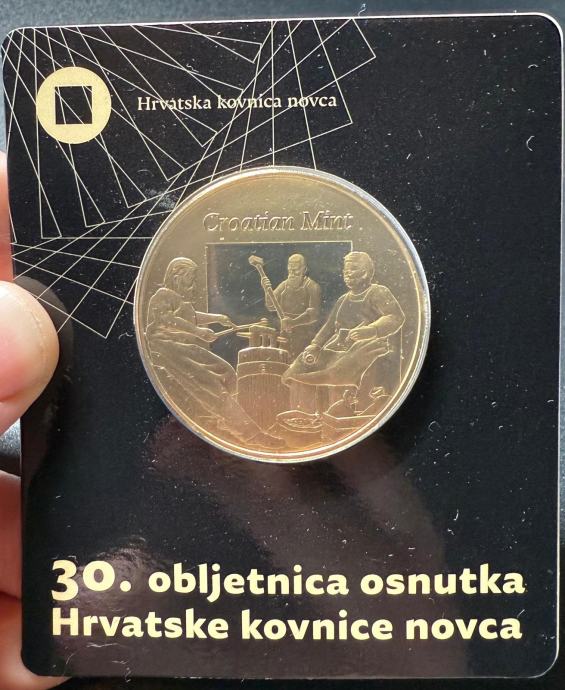 Hrvatska kovnica novca
Croatian Mint
30. obljetnica osnutka
Hrvatske kovnice novca